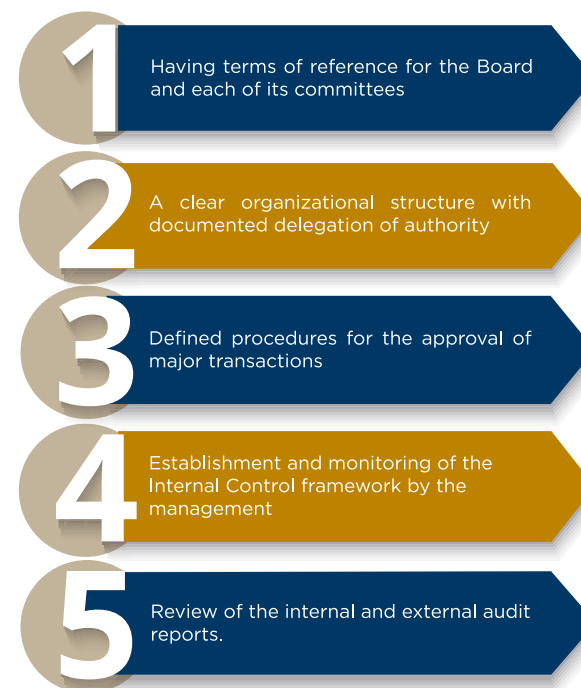 1
Having terms of reference for the Board
and each of its committees
2
A clear organizational structure with
documented delegation of authority
3
Defined procedures for the approval of
major transactions
4
Establishment and monitoring of the
Internal Control framework by the
management
5
Review of the internal and external audit
reports.